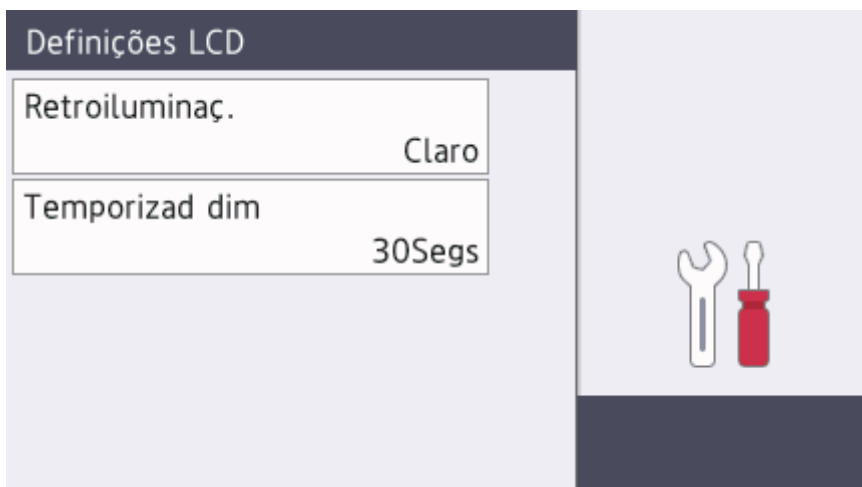 Definições LCD
Retroiluminaç.
Claro
Temporizad dim
30Segs